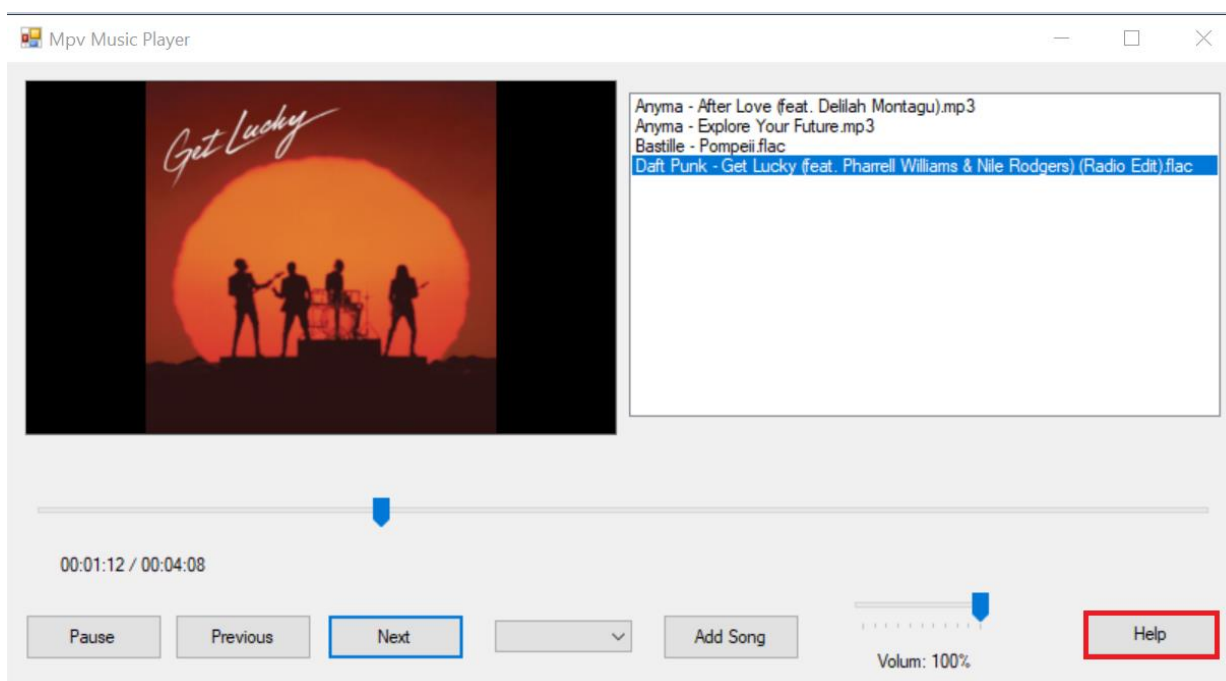 Mpv Music Player
Get Lucky
Anyma - After Love (feat. Delilah Montagu).mp3
Anyma - Explore Your Future.mp3
Bastille - Pompeii.flac
Daft Punk - Get Lucky (feat. Pharrell Williams & Nile Rodgers) (Radio Edit).flac
00:01:12 / 00:04:08
Pause
Previous
Next
Add Song
Volum: 100%
Help